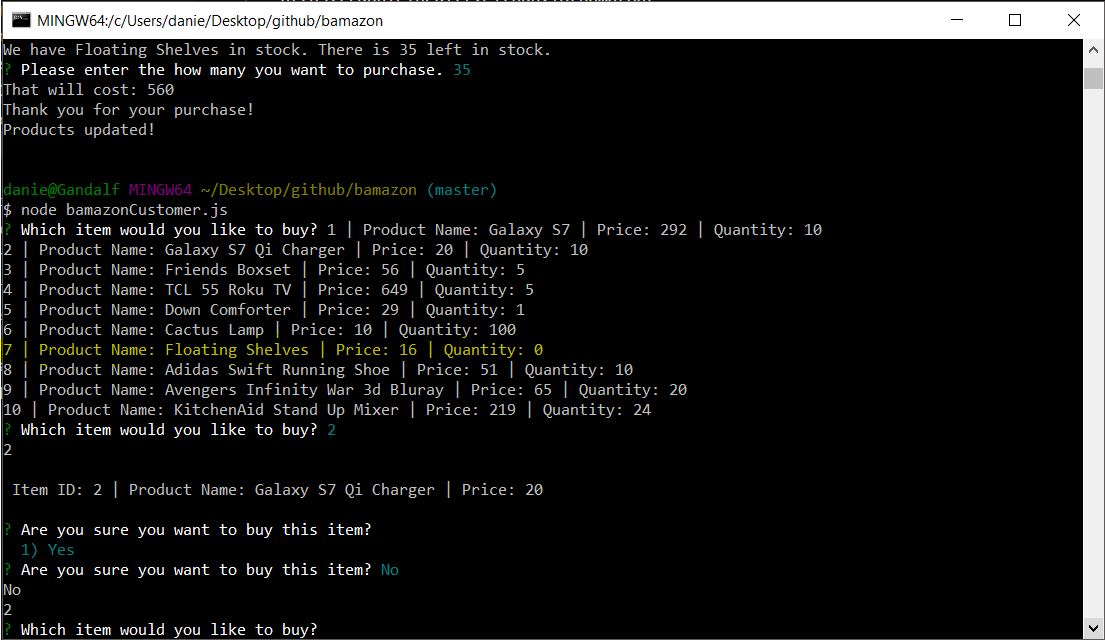 MINGW64:/c/Users/danie/Desktop/github/bamazon
We have Floating Shelves in stock. There is 35 left in stock.
? Please enter the how many you want to purchase. 35
That will cost: 560
Thank you for your purchase!
Products updated!
danie@Gandalf MINGW64 ~/Desktop/github/bamazon (master)
$ node bamazonCustomer.js
? Which item would you like to buy? 1 | Product Name: Galaxy S7 | Price: 292 | Quantity: 10
2 | Product Name: Galaxy S7 Qi Charger | Price: 20 | Quantity: 10
3 | Product Name: Friends Boxset | Price: 56 | Quantity: 5
4 | Product Name: TCL 55 Roku TV | Price: 649 | Quantity: 5
5 | Product Name: Down Comforter | Price: 29 | Quantity: 1
6 | Product Name: Cactus Lamp | Price: 10 | Quantity: 100
7 | Product Name: Floating Shelves | Price: 16 | Quantity: 0
8 | Product Name: Adidas Swift Running Shoe | Price: 51 | Quantity: 10
9 | Product Name: Avengers Infinity War 3d Bluray | Price: 65 | Quantity: 20
10 | Product Name: KitchenAid Stand Up Mixer | Price: 219 | Quantity: 24
? Which item would you like to buy? 2
2
Item ID: 2 | Product Name: Galaxy S7 Qi Charger | Price: 20
? Are you sure you want to buy this item?
1) Yes
? Are you sure you want to buy this item? No
No
2
? Which item would you like to buy?